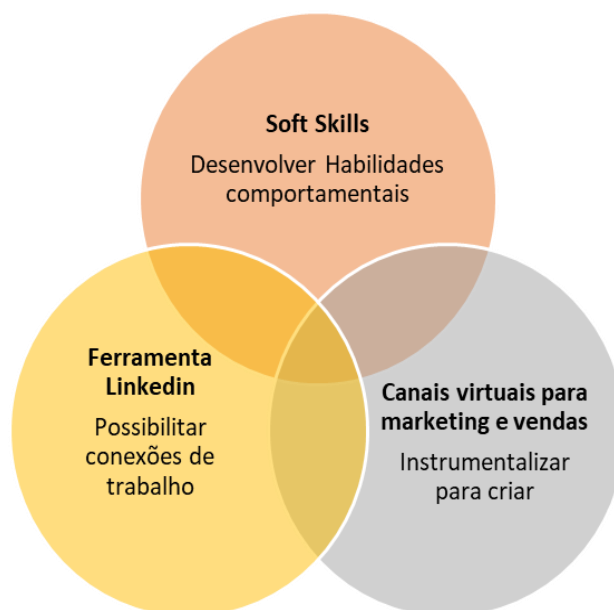 Soft Skills
Desenvolver Habilidades
comportamentais
Ferramenta
Linkedin
Possibilitar
conexões de
trabalho
Canais virtuais para
marketing e vendas
Instrumentalizar
para criar